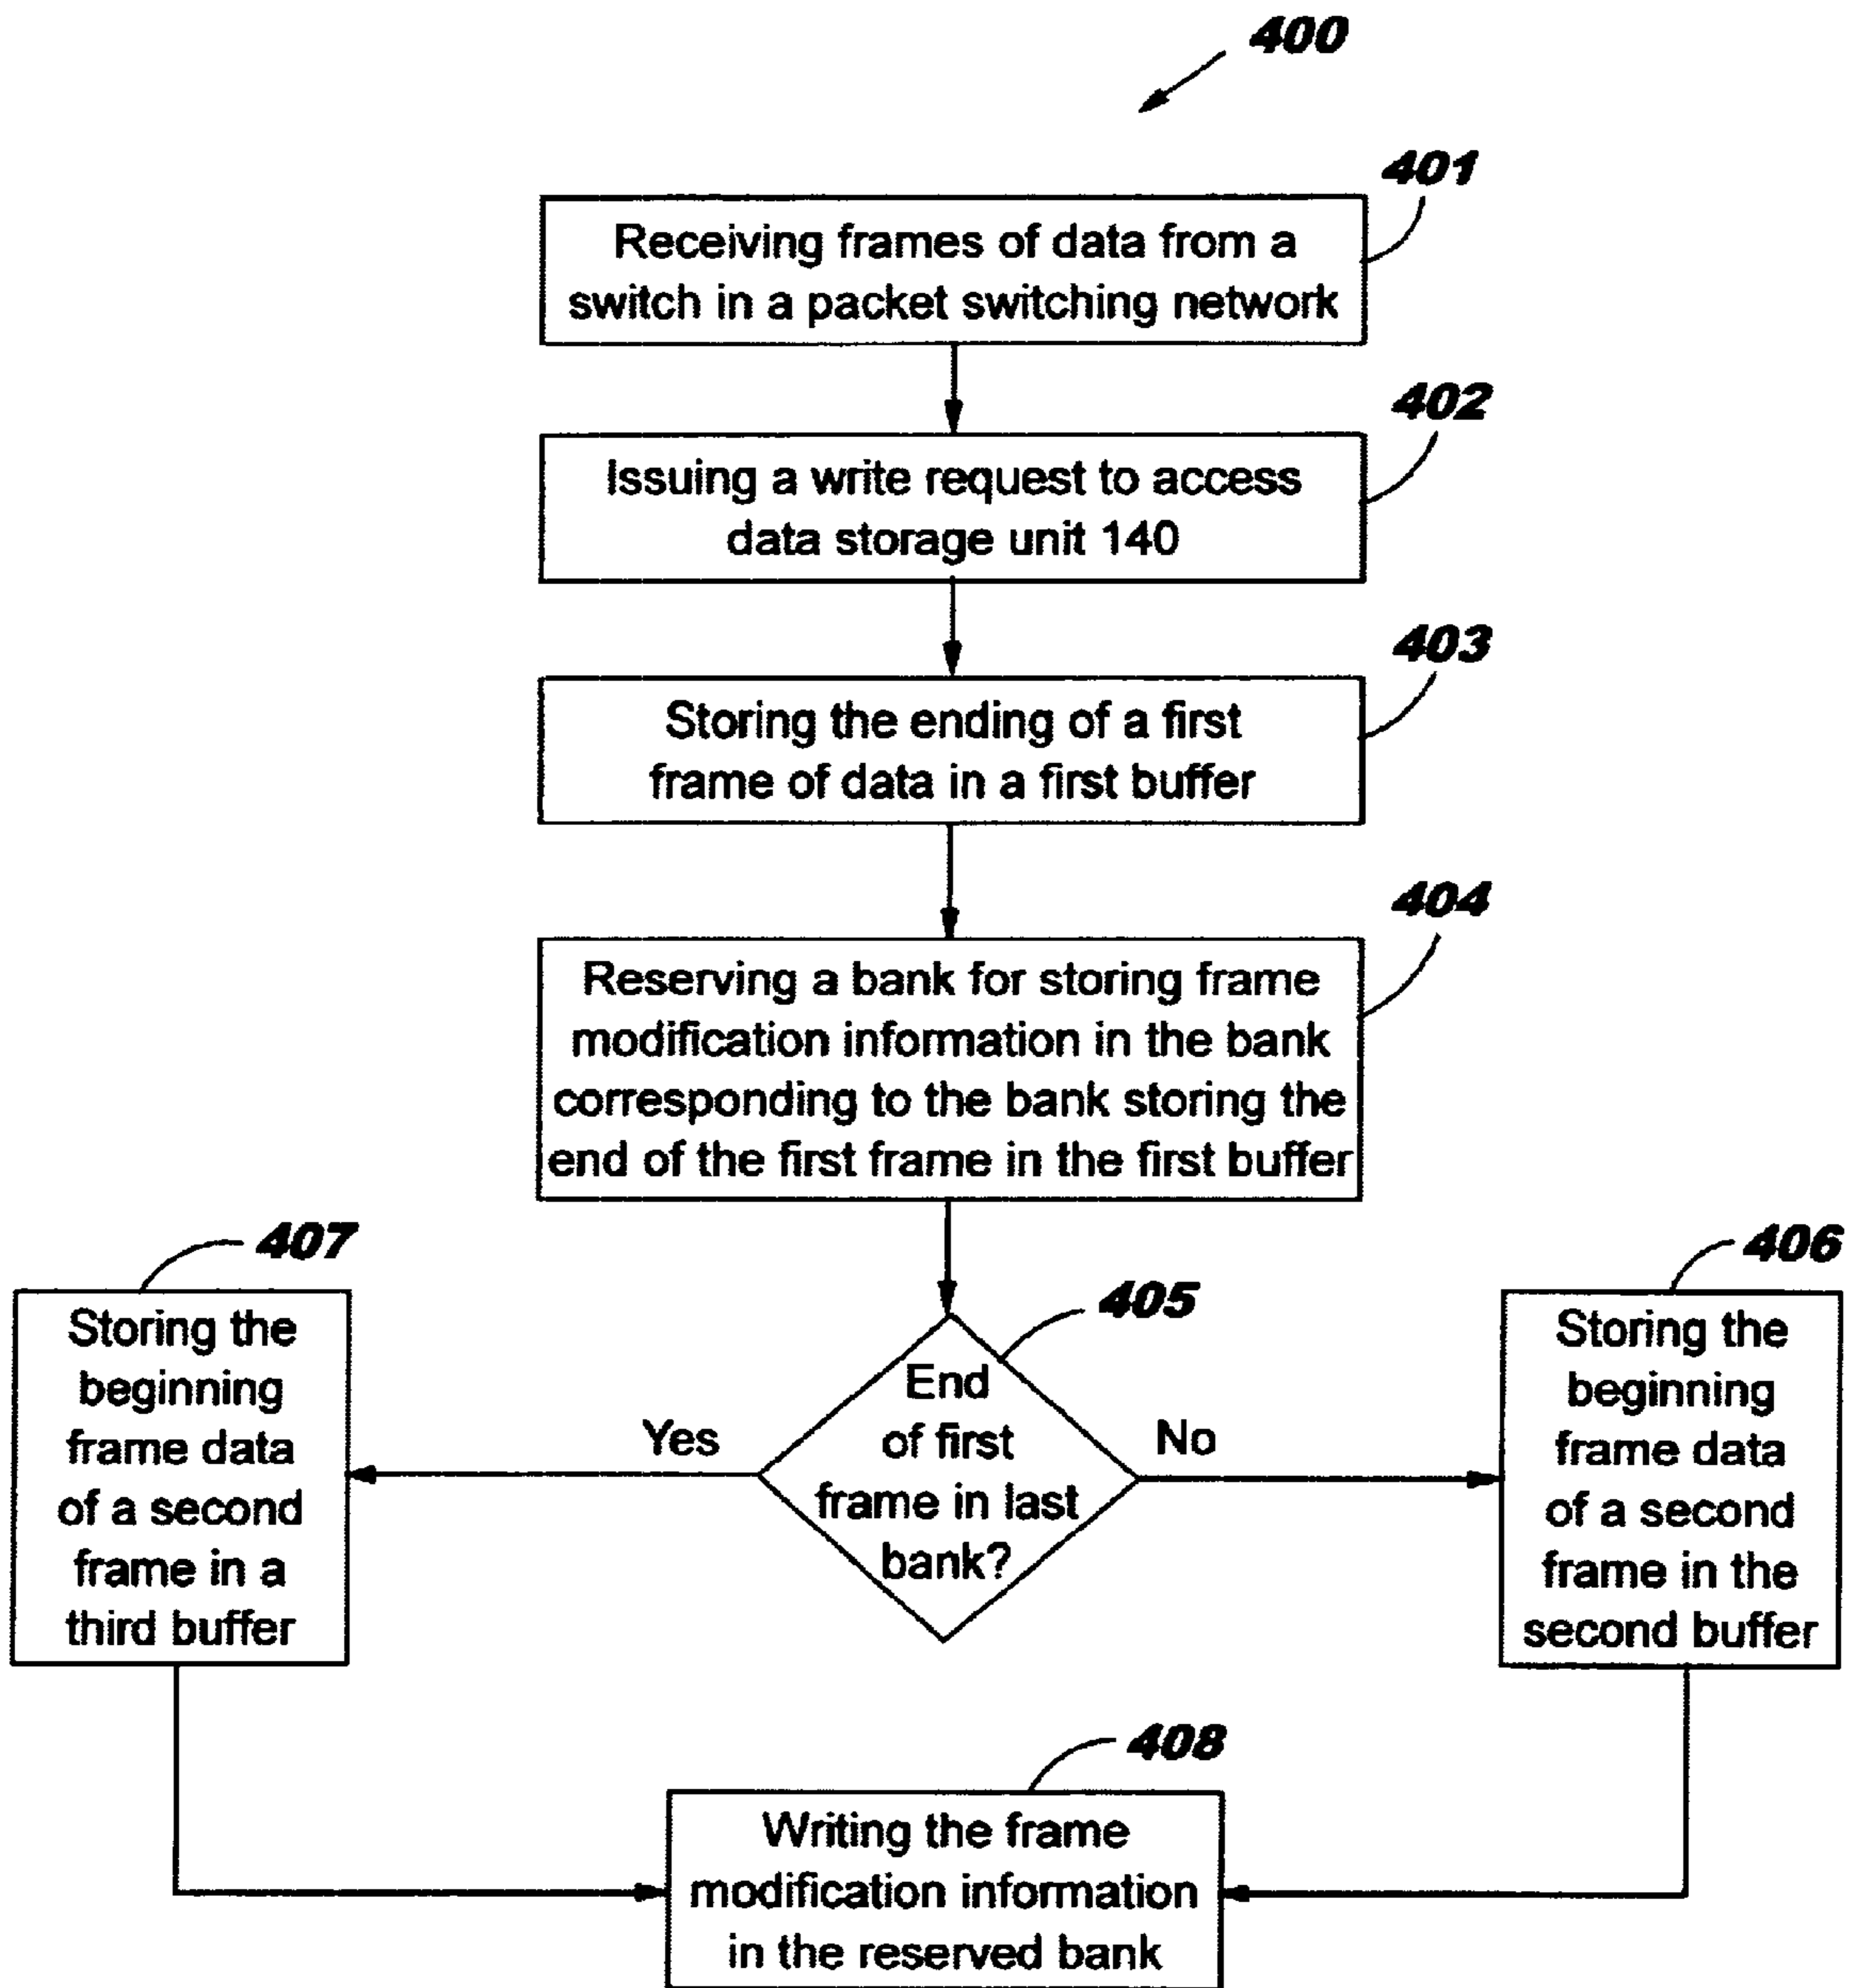 400
401
Receiving frames of data from a
switch in a packet switching network
402
Issuing a write request to access
data storage unit 140
403
Storing the ending of a first
frame of data in a first buffer
404
Reserving a bank for storing frame
modification information in the bank
corresponding to the bank storing the
end of the first frame in the first buffer
407
Storing the
beginning
frame data
of a second
frame in a
third buffer
Yes
405
End
of first
frame in last
bank?
No
406
Storing the
beginning
frame data
of a second
frame in the
second buffer
408
Writing the frame
modification information
in the reserved bank